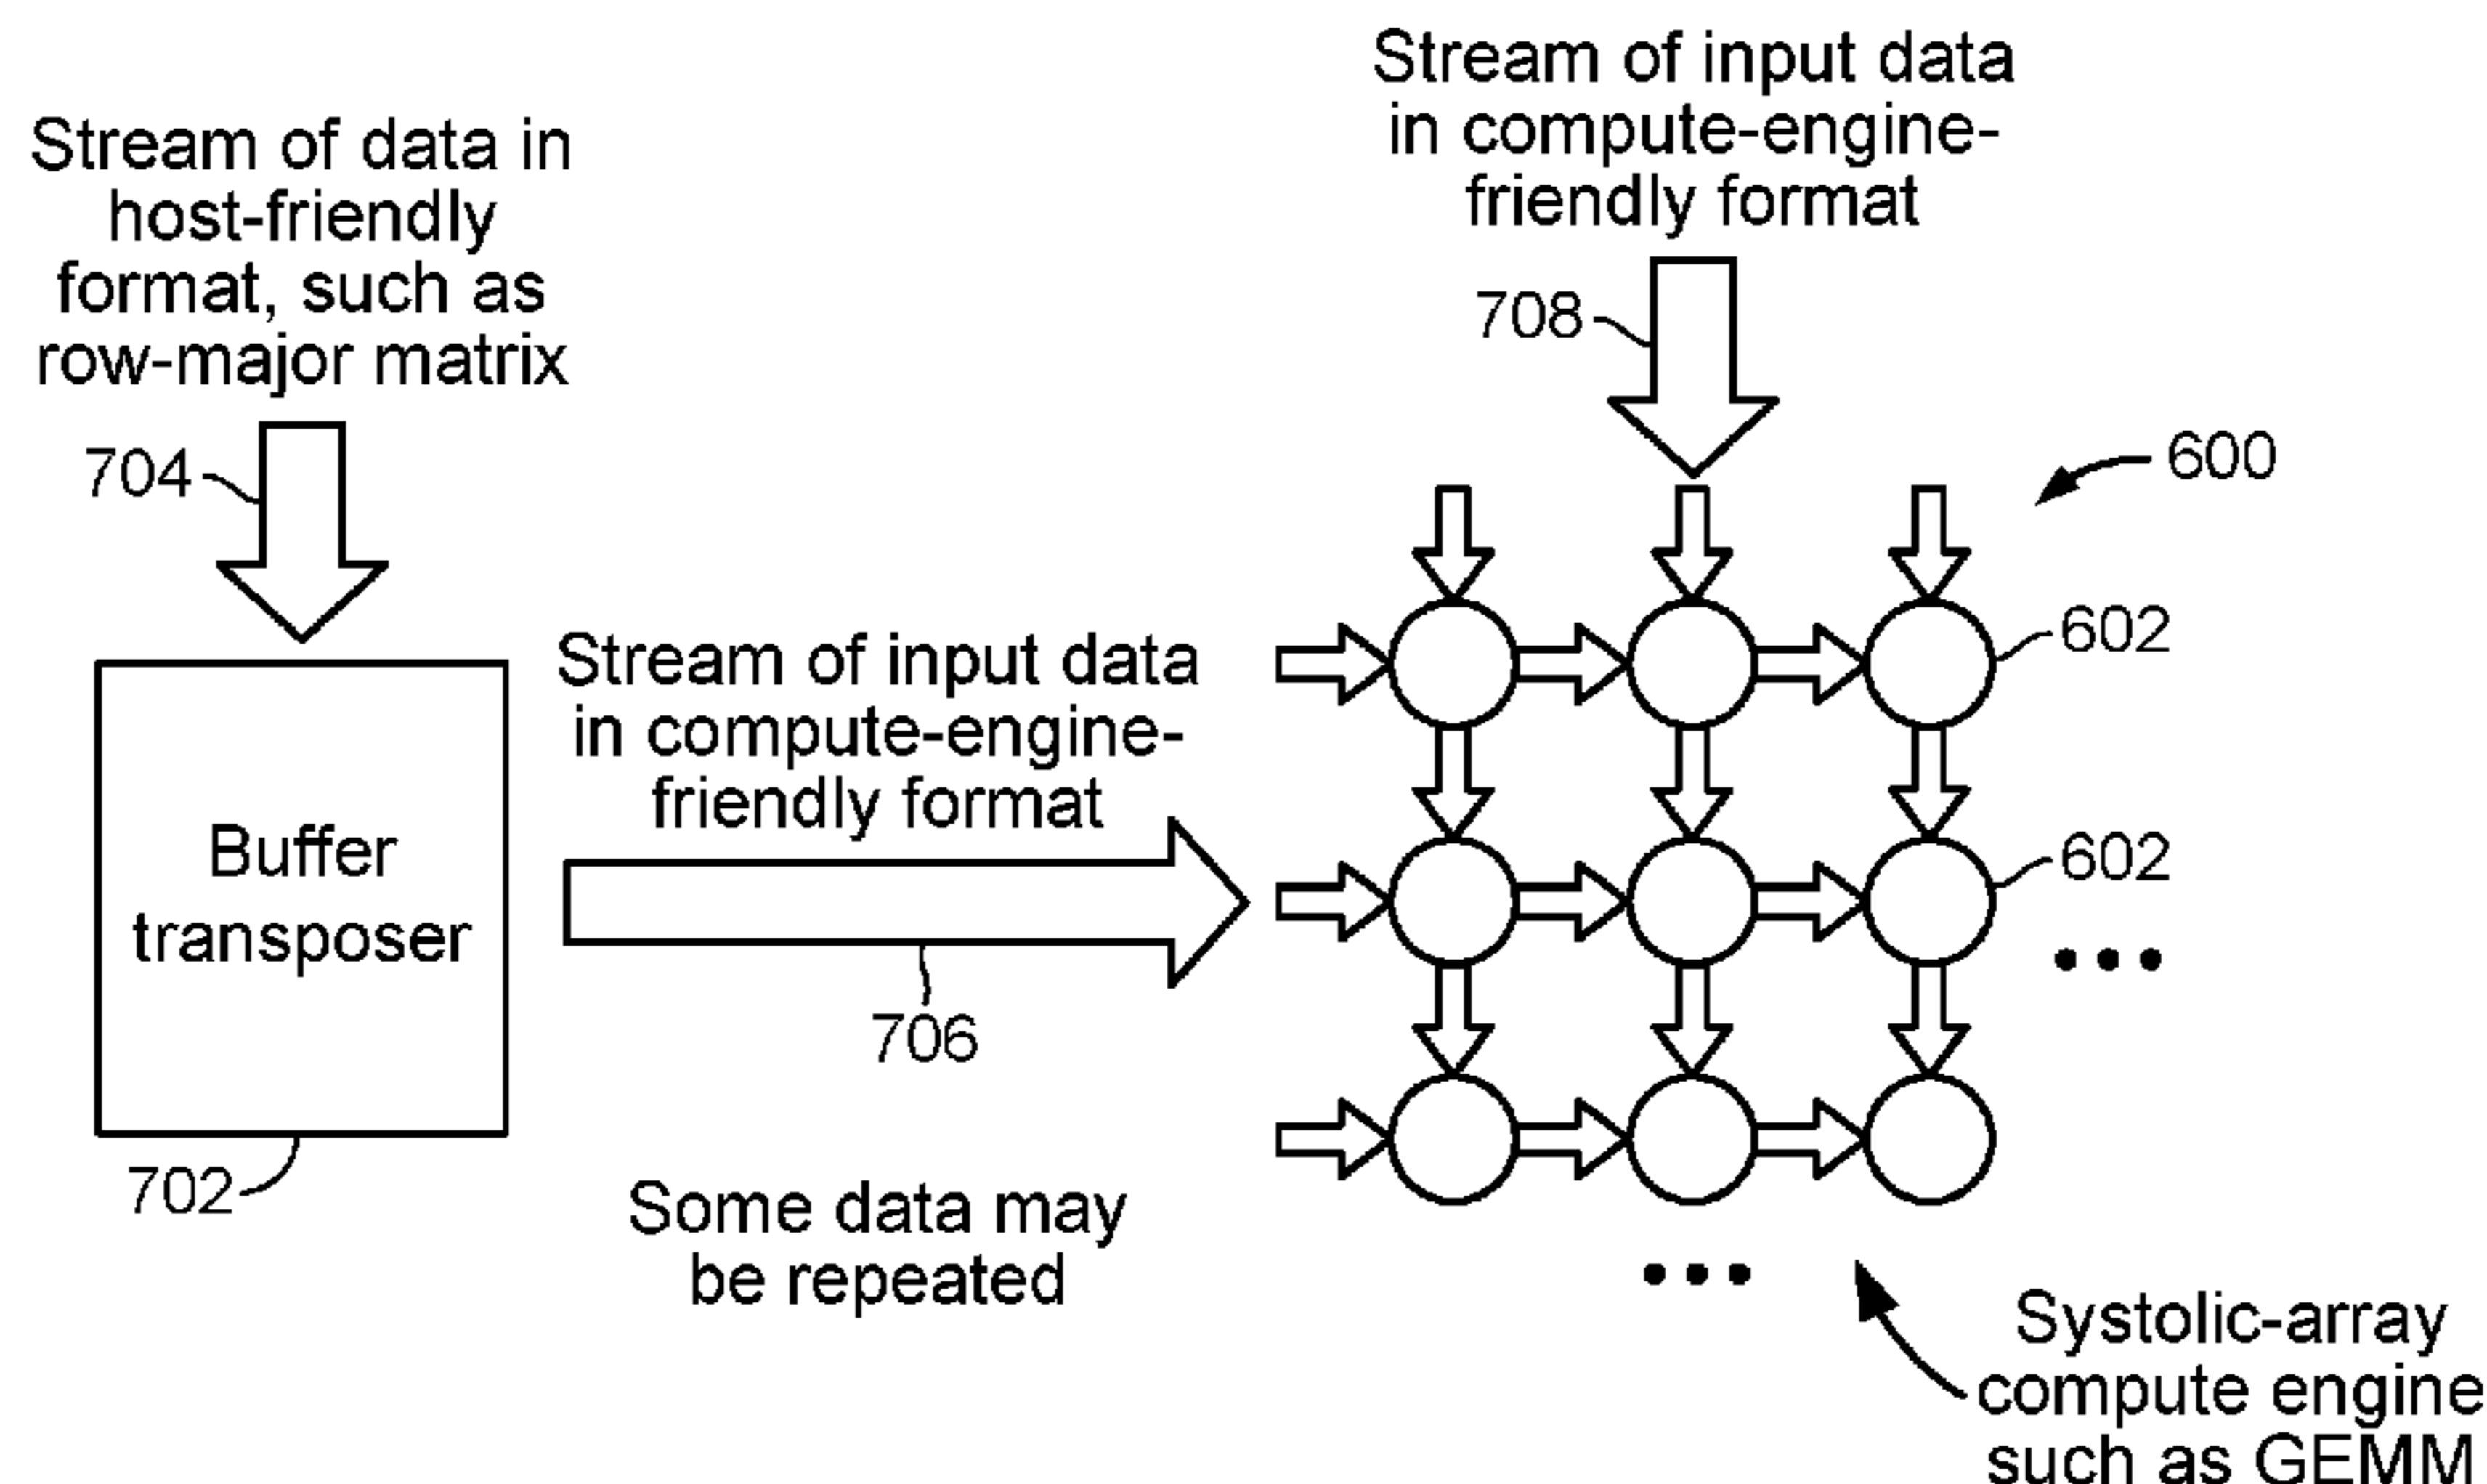 Stream of data in
host-friendly
format, such as
row-major matrix
704
Buffer
transposer
702
Stream of input data
in compute-engine-
friendly format
706
Some data may
be repeated
Stream of input data
in compute-engine-
friendly format
708
600
602
602
• • •
• • •
Systolic-array
compute engine
such as GEMM